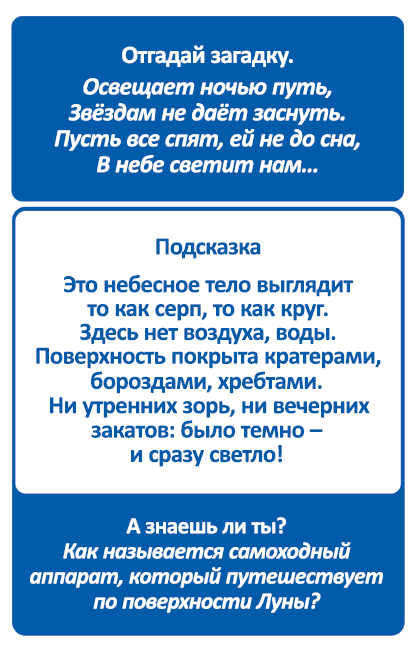 Отгадай загадку.
Освещает ночью путь,
Звёздам не даёт заснуть.
Пусть все спят, ей не до сна,
В небе светит нам...
Подсказка
Это небесное тело выглядит
то как серп, то как круг.
Здесь нет воздуха, воды.
Поверхность покрыта кратерами,
бороздами, хребтами.
Ни утренних зорь, ни вечерних
закатов: было темно –
и сразу светло!
А знаешь ли ты?
Как называется самоходный
аппарат, который путешествует
по поверхности Луны?